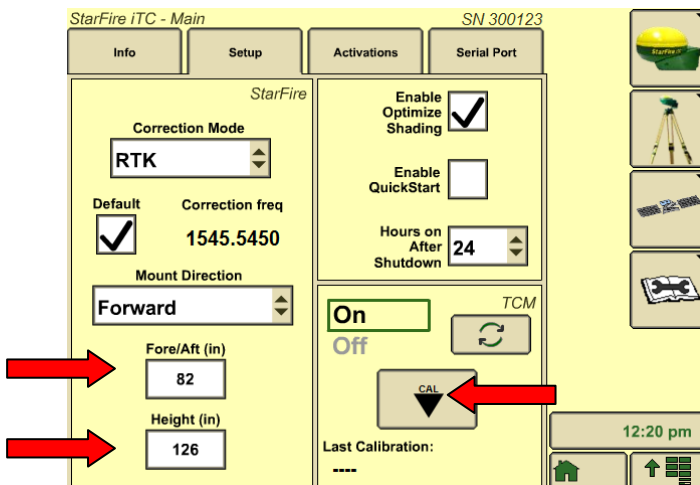 StarFire iTC - Main
SN 300123
Info
Setup
Activations
Serial Port
StarFire
Correction Mode
RTK
Default
Correction freq
1545.5450
Mount Direction
Forward
Fore/Aft (in)
82
Height (in)
126
Enable
Optimize
Shading
Enable
QuickStart
Hours on
After
Shutdown
24
TCM
On
Off
CAL
Last Calibration:
----
12:20 pm